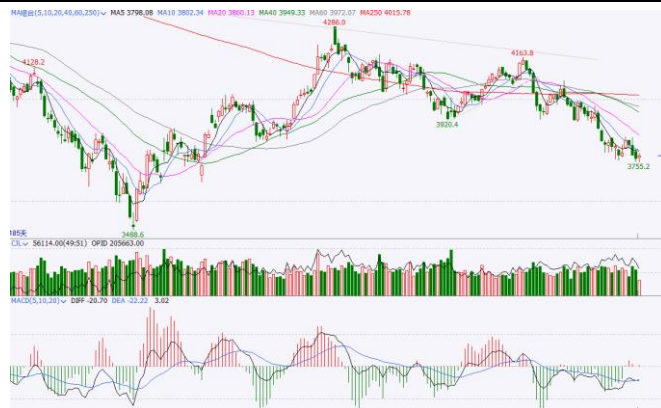 MA组合(5,10,20,40,60,250) MA5 3798.08 MA10 3802.34 MA20 3860.13 MA40 3949.33 MA60 3972.07 MA250 4015.78
4286.0
4163.8
4128.2
3920.4
3755.2
3488.6
185天
CJL 56114.00(49:51) OPID 205663.00
MACD(5,10,20) DIFF -20.70 DEA -22.22 3.02